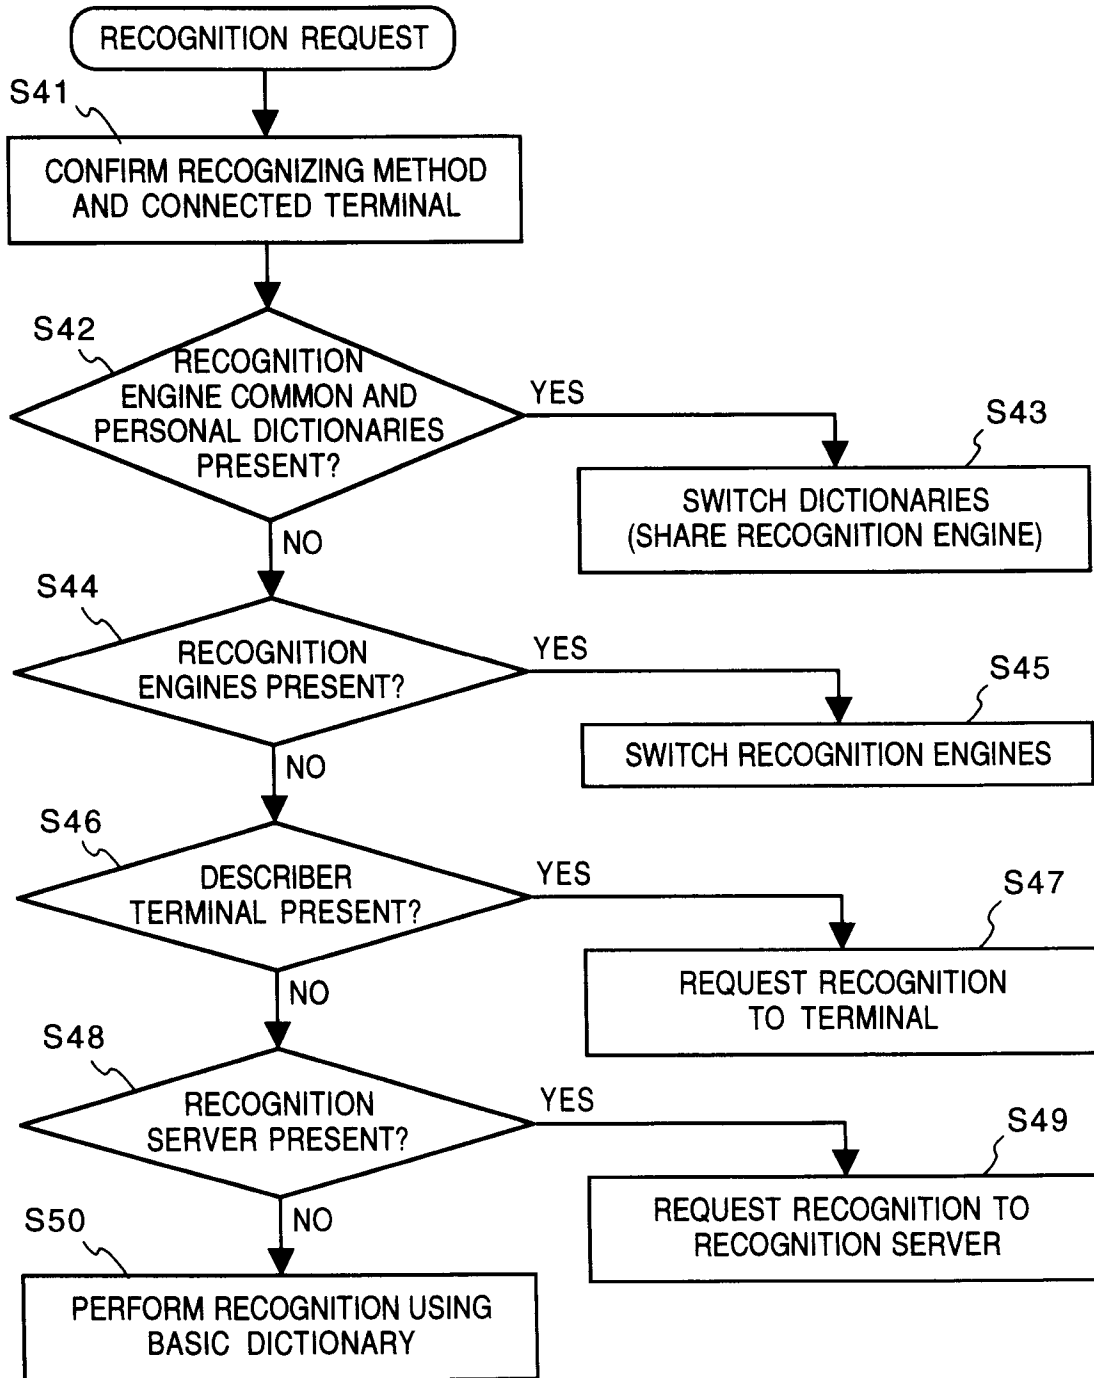 RECOGNITION REQUEST
S41
CONFIRM RECOGNIZING METHOD
AND CONNECTED TERMINAL
S42
RECOGNITION
ENGINE COMMON AND
PERSONAL DICTIONARIES
PRESENT?
YES
S43
SWITCH DICTIONARIES
(SHARE RECOGNITION ENGINE)
NO
S44
RECOGNITION
ENGINES PRESENT?
YES
S45
SWITCH RECOGNITION ENGINES
NO
S46
DESCRIBER
TERMINAL PRESENT?
YES
S47
REQUEST RECOGNITION
TO TERMINAL
NO
S48
RECOGNITION
SERVER PRESENT?
YES
S49
REQUEST RECOGNITION TO
RECOGNITION SERVER
NO
S50
PERFORM RECOGNITION USING
BASIC DICTIONARY